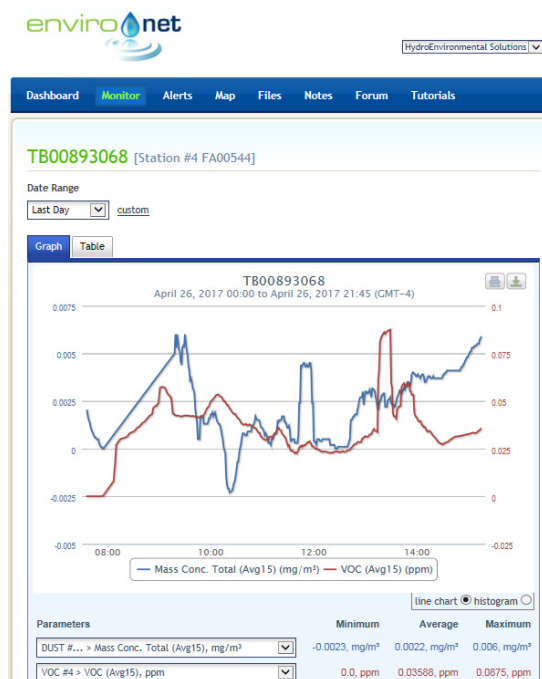 enviro net
HydroEnvironmental Solutions
Dashboard Monitor Alerts Map Files Notes Forum Tutorials
TB00893068 [Station #4 FA00544]
Date Range
Last Day custom
Graph Table
TB00893068
April 26, 2017 00:00 to April 26, 2017 21:45 (GMT-4)
0.0075 0.1
0.005 0.075
0.0025 0.05
0 0.025
-0.0025 0
-0.005 -0.025
08:00 10:00 12:00 14:00
Mass Conc. Total (Avg15) (mg/m³) VOC (Avg15) (ppm)
line chart histogram
Parameters Minimum Average Maximum
DUST #... > Mass Conc. Total (Avg15), mg/m³ -0.0023, mg/m³ 0.0022, mg/m³ 0.006, mg/m³
VOC #4 > VOC (Avg15), ppm 0.0, ppm 0.03588, ppm 0.0875, ppm